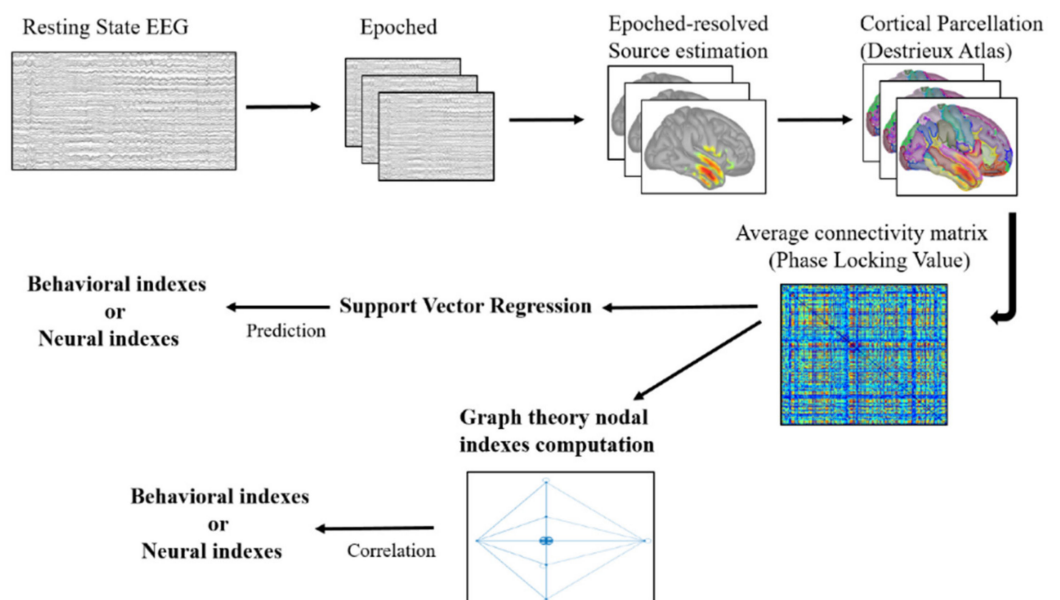 Resting State EEG
Epoched
Epoched-resolved
Source estimation
Cortical Parcellation
(Destrieux Atlas)
Average connectivity matrix
(Phase Locking Value)
Support Vector Regression
Prediction
Behavioral indexes
or
Neural indexes
Graph theory nodal
indexes computation
Correlation
Behavioral indexes
or
Neural indexes